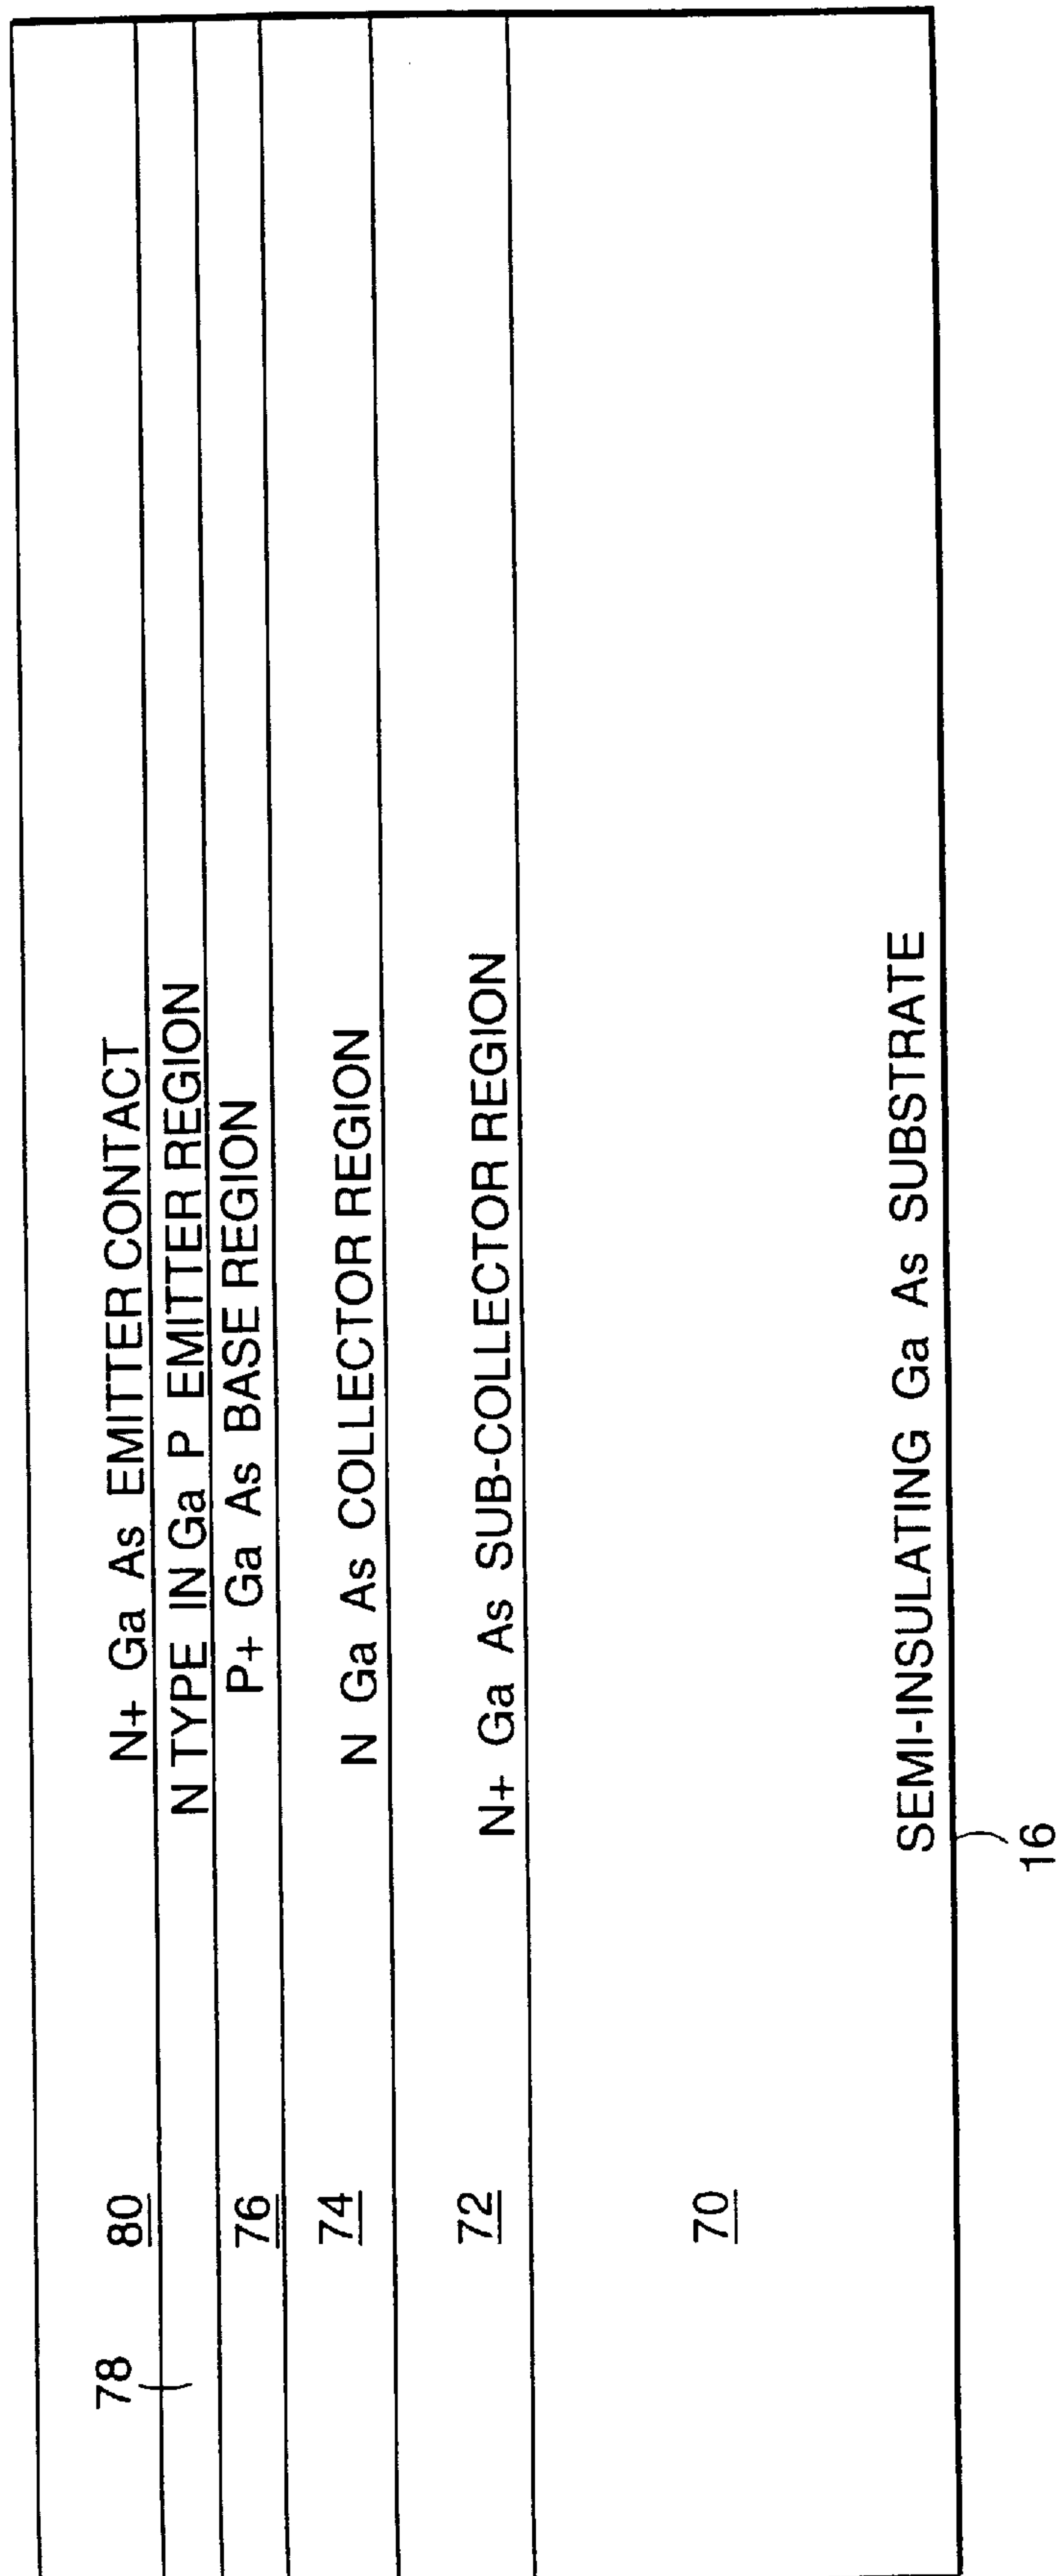 80 N+ Ga As EMITTER CONTACT
78 N TYPE IN Ga P EMITTER REGION
76 P+ Ga As BASE REGION
74 N Ga As COLLECTOR REGION
72 N+ Ga As SUB-COLLECTOR REGION
70
SEMI-INSULATING Ga As SUBSTRATE
16